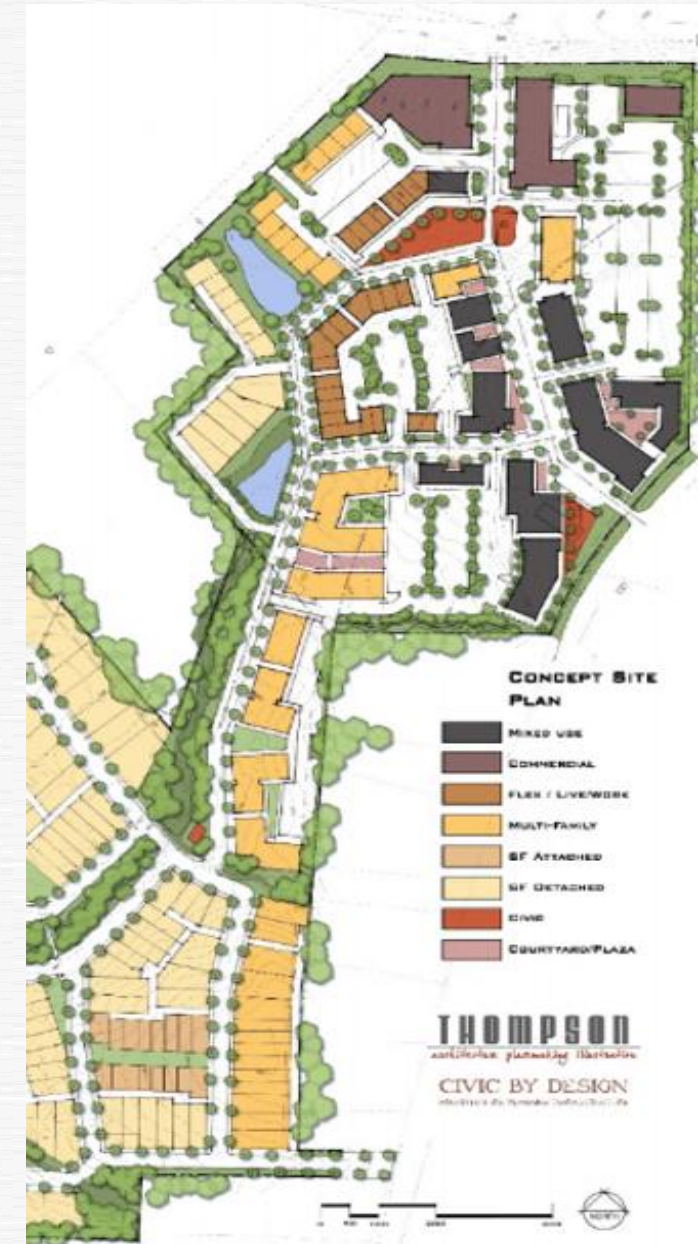 CONCEPT SITE
PLAN
MIXED USE
COMMERCIAL
FLEX / LIVE/WORK
MULTI-FAMILY
SF ATTACHED
SF DETACHED
CIVIC
COURTYARD/PLAZA
THOMPSON
architecture placemaking illustration
CIVIC BY DESIGN
NORTH